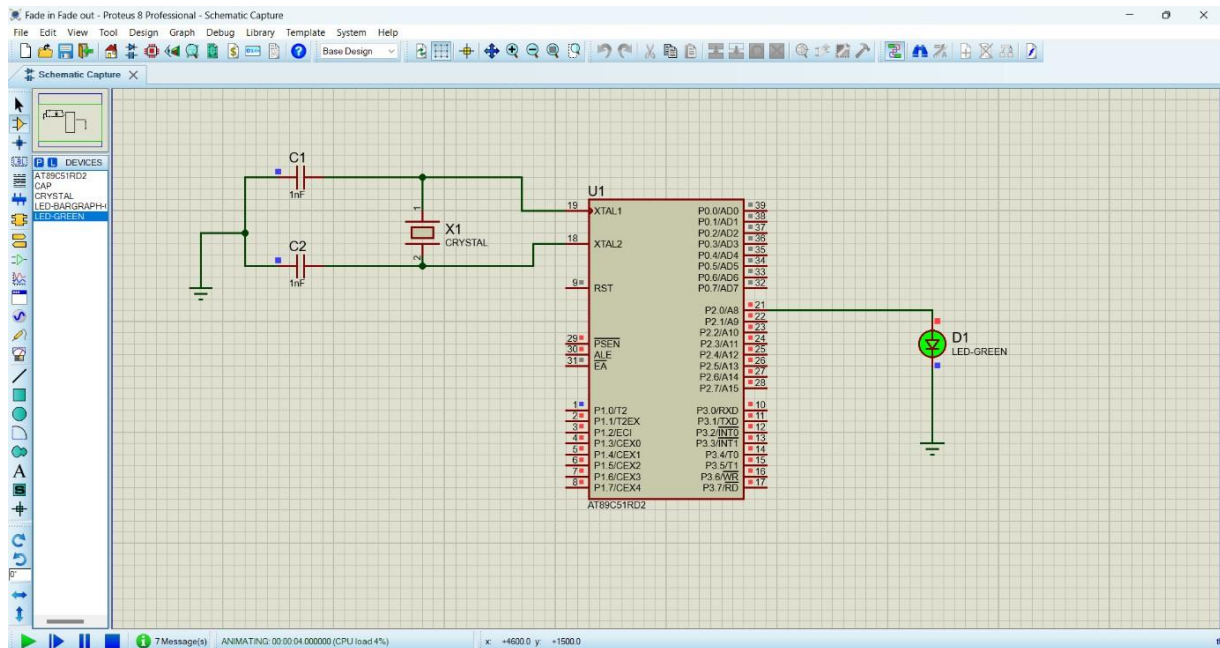 Fade in Fade out - Proteus 8 Professional - Schematic Capture
File Edit View Tool Design Graph Debug Library Template System Help
Base Design
Schematic Capture
P L DEVICES
AT89C51RD2
CAP
CRYSTAL
LED-BARGRAPH-
LED-GREEN
C1
1nF
C2
1nF
1
X1
CRYSTAL
2
U1
19 XTAL1
18 XTAL2
9 RST
29 PSEN
30 ALE
31 EA
1 P1.0/T2
2 P1.1/T2EX
3 P1.2/ECI
4 P1.3/CEX0
5 P1.4/CEX1
6 P1.5/CEX2
7 P1.6/CEX3
8 P1.7/CEX4
P0.0/AD0 39
P0.1/AD1 38
P0.2/AD2 37
P0.3/AD3 36
P0.4/AD4 35
P0.5/AD5 34
P0.6/AD6 33
P0.7/AD7 32
P2.0/A8 21
P2.1/A9 22
P2.2/A10 23
P2.3/A11 24
P2.4/A12 25
P2.5/A13 26
P2.6/A14 27
P2.7/A15 28
P3.0/RXD 10
P3.1/TXD 11
P3.2/INT0 12
P3.3/INT1 13
P3.4/T0 14
P3.5/T1 15
P3.6/WR 16
P3.7/RD 17
AT89C51RD2
D1
LED-GREEN
A
S
0°
7 Message(s) ANIMATING: 00:00:04.000000 (CPU load 4%) x: +4600.0 y: +1500.0